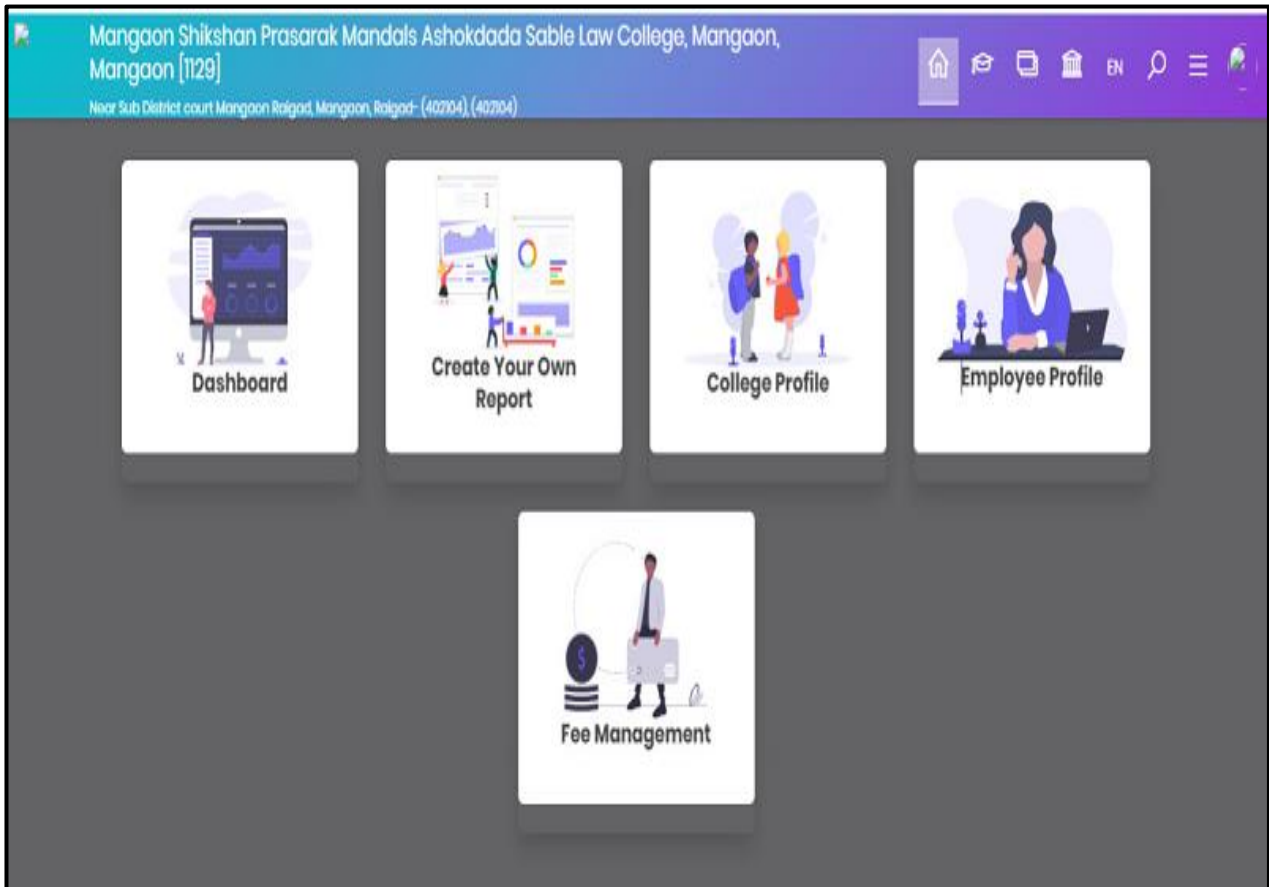 Mangaon Shikshan Prasarak Mandals Ashokdada Sable Law College, Mangaon,
Mangaon [1129]
Near Sub District court Mangaon Raigad, Mangaon, Raigad- (402104), (402104)
EN
Dashboard
Create Your Own
Report
College Profile
Employee Profile
$
Fee Management